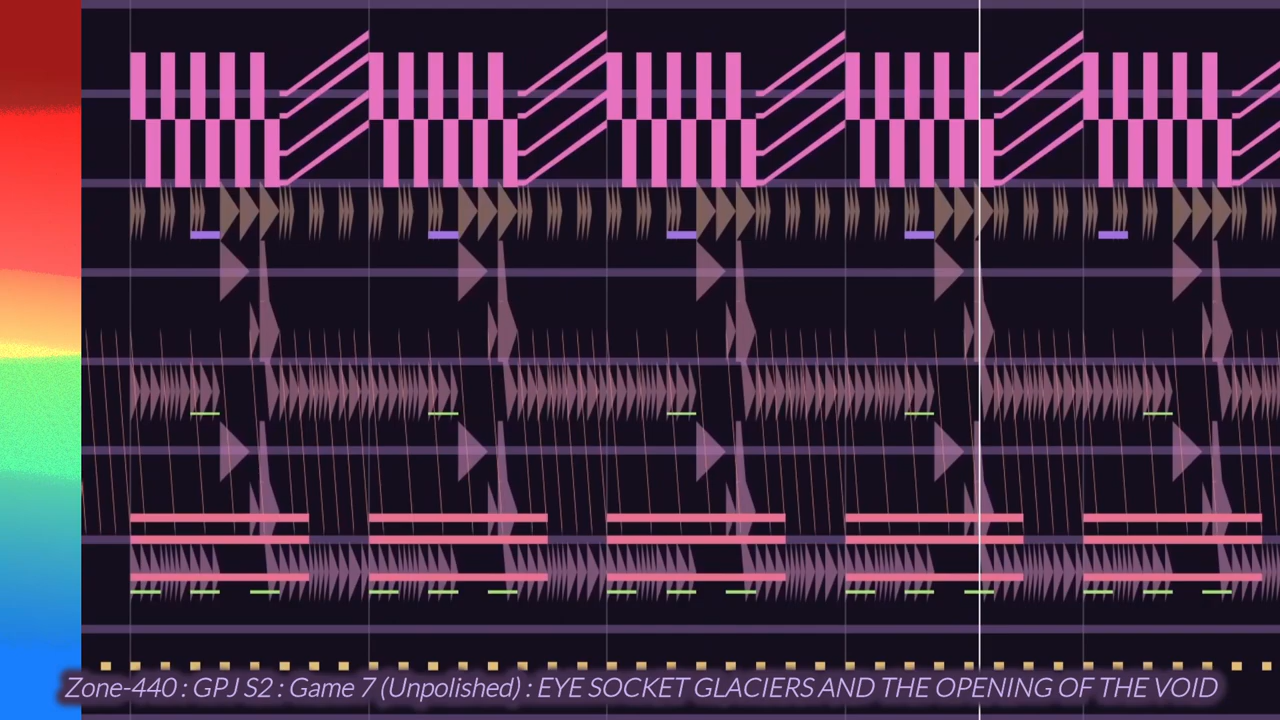 Zone-440 : GPJ S2 : Game 7 (Unpolished) : EYE SOCKET GLACIERS AND THE OPENING OF THE VOID